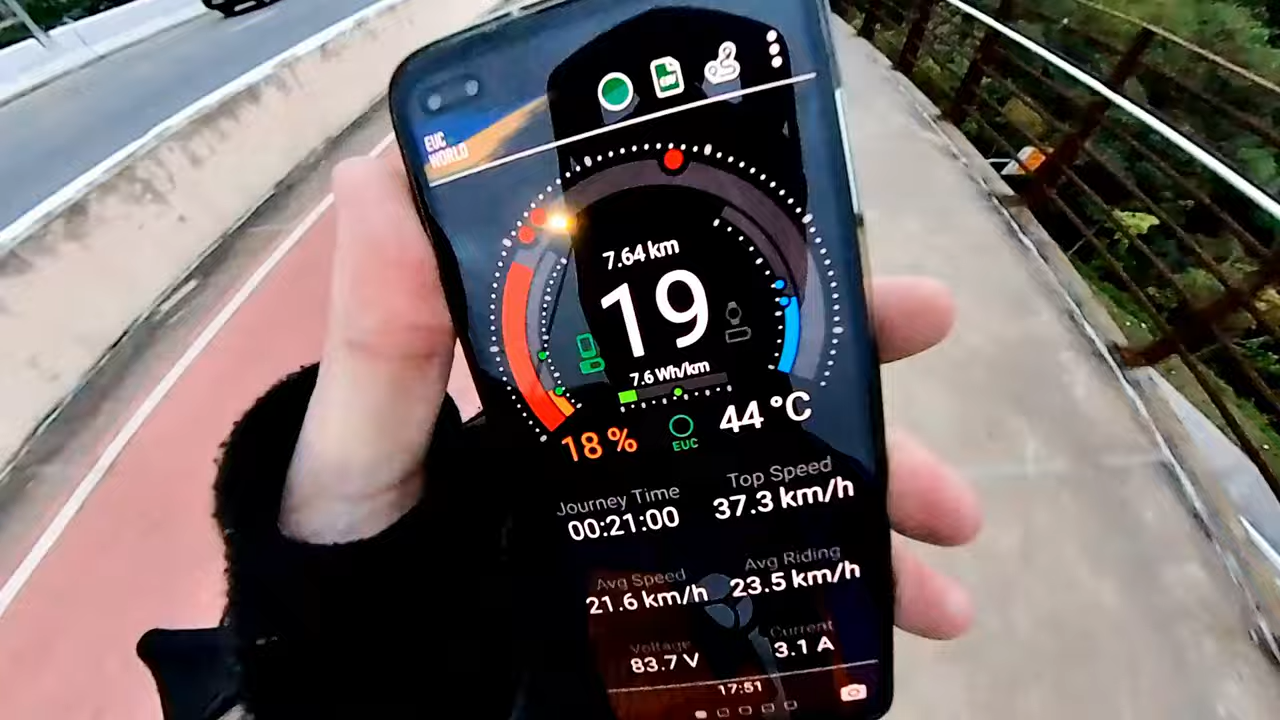 EUC
WORLD
7.64 km
19
7.6 Wh/km
18 %
EUC
44 °C
Journey Time
00:21:00
Top Speed
37.3 km/h
Avg Speed
21.6 km/h
Avg Riding
23.5 km/h
Voltage
83.7 V
Current
3.1 A
17:51